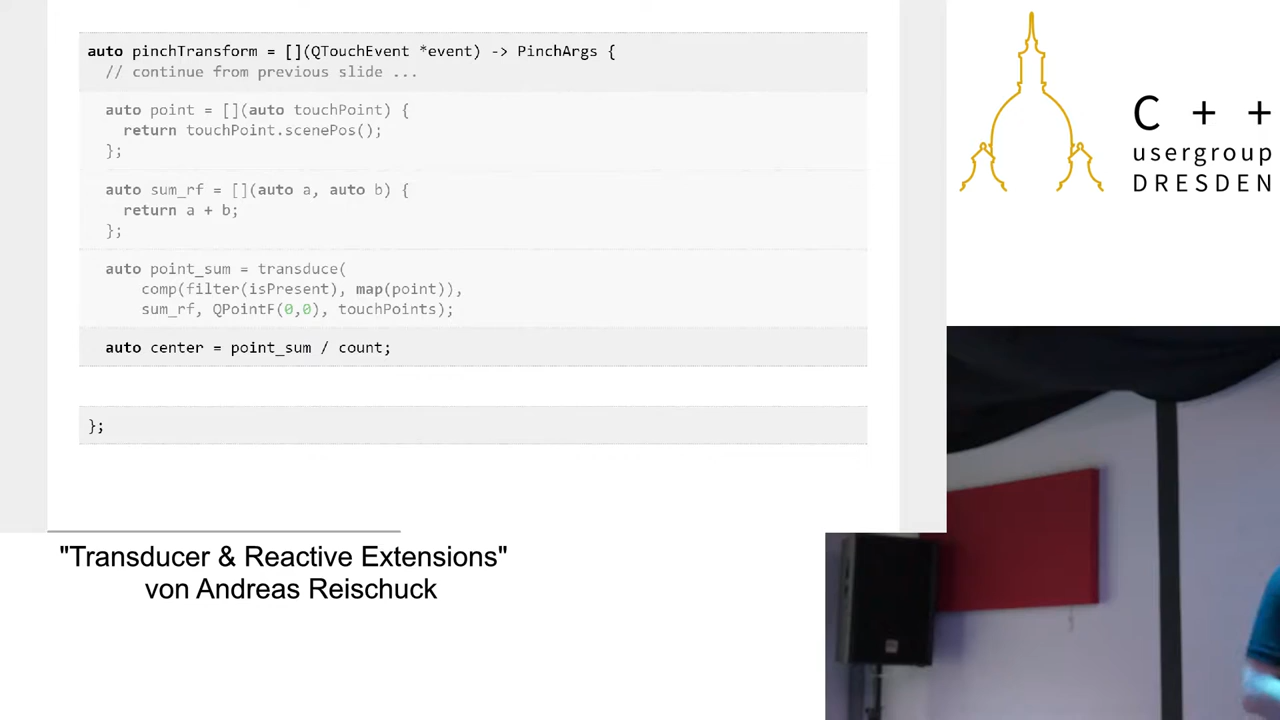 auto pinchTransform = [](QTouchEvent *event) -> PinchArgs {
// continue from previous slide ...
auto point = [](auto touchPoint) {
return touchPoint.scenePos();
};
auto sum_rf = [](auto a, auto b) {
return a + b;
};
auto point_sum = transduce(
comp(filter(isPresent), map(point)),
sum_rf, QPointF(0,0), touchPoints);
auto center = point_sum / count;
};
C + +
usergroup
DRESDEN
"Transducer & Reactive Extensions"
von Andreas Reischuck